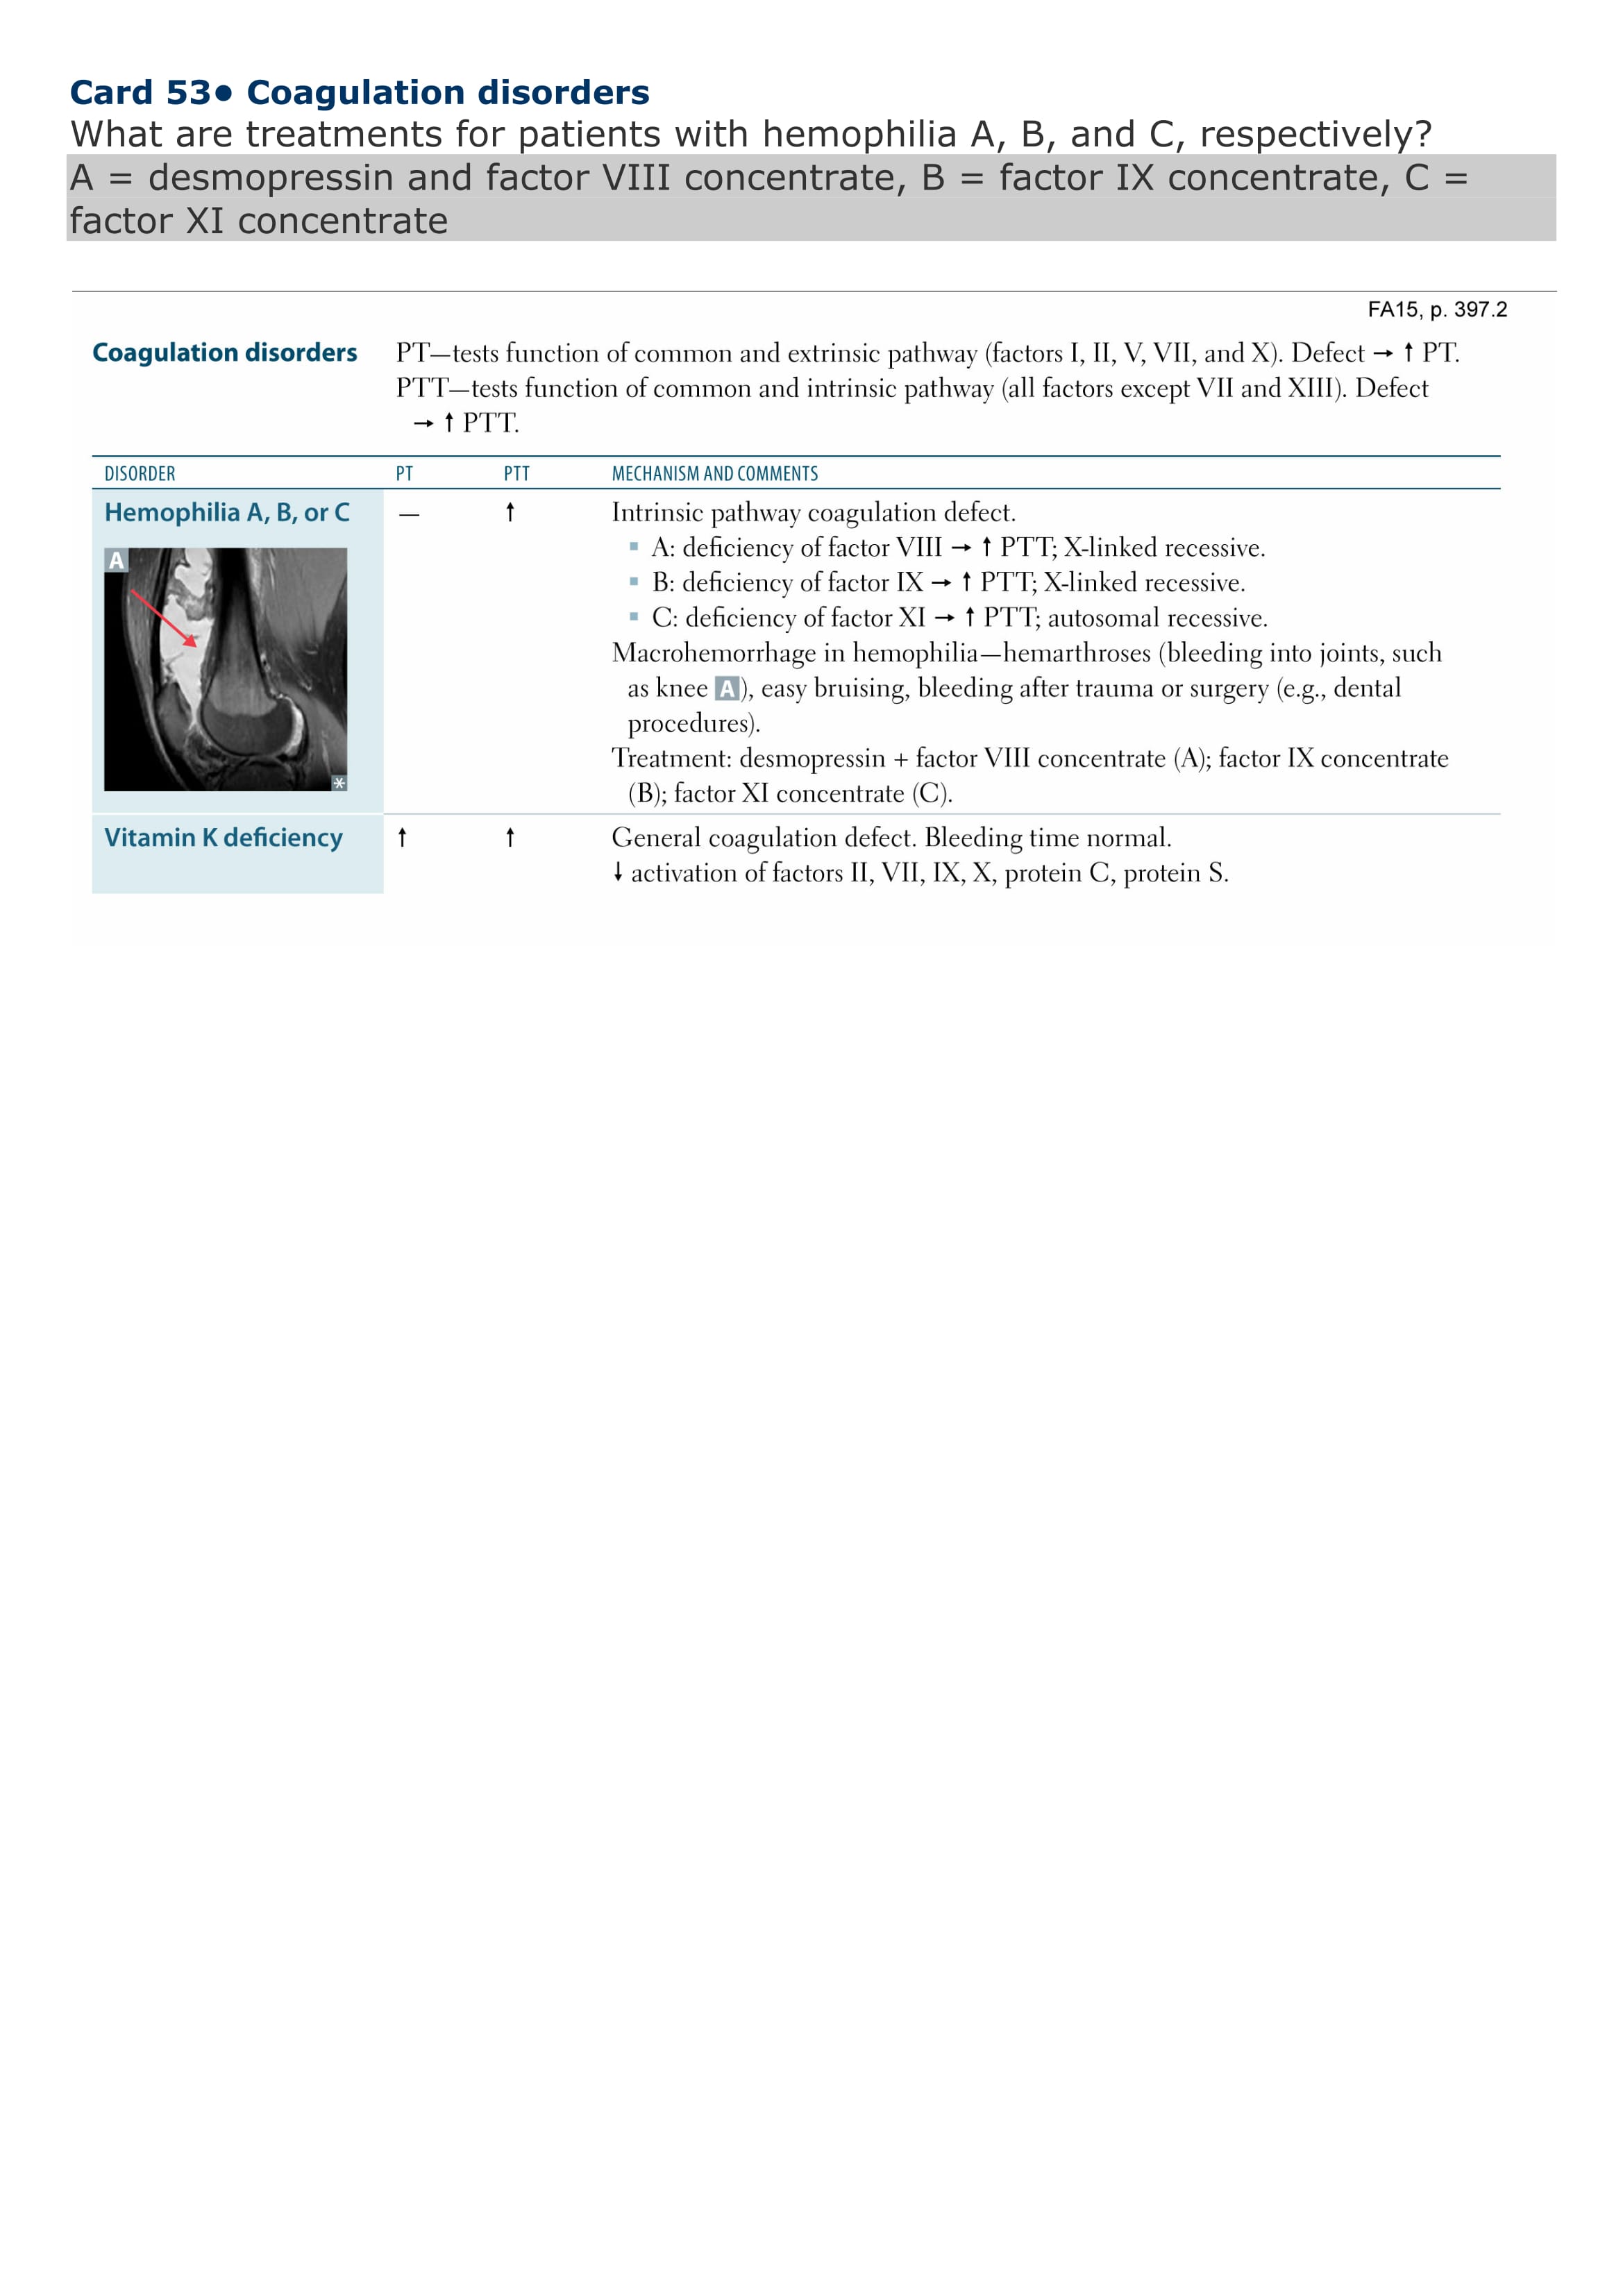 Card 53● Coagulation disorders
What are treatments for patients with hemophilia A, B, and C, respectively?
A = desmopressin and factor VIII concentrate, B = factor IX concentrate, C =
factor XI concentrate
FA15, p. 397.2
Coagulation disorders
PT—tests function of common and extrinsic pathway (factors I, II, V, VII, and X). Defect → ↑ PT.
PTT—tests function of common and intrinsic pathway (all factors except VII and XIII). Defect
→ ↑ PTT.
DISORDER PT PTT MECHANISM AND COMMENTS
Hemophilia A, B, or C — ↑ Intrinsic pathway coagulation defect.
A
▪ A: deficiency of factor VIII → ↑ PTT; X-linked recessive.
▪ B: deficiency of factor IX → ↑ PTT; X-linked recessive.
▪ C: deficiency of factor XI → ↑ PTT; autosomal recessive.
Macrohemorrhage in hemophilia—hemarthroses (bleeding into joints, such
as knee A), easy bruising, bleeding after trauma or surgery (e.g., dental
procedures).
Treatment: desmopressin + factor VIII concentrate (A); factor IX concentrate
(B); factor XI concentrate (C).
*
Vitamin K deficiency ↑ ↑ General coagulation defect. Bleeding time normal.
↓ activation of factors II, VII, IX, X, protein C, protein S.